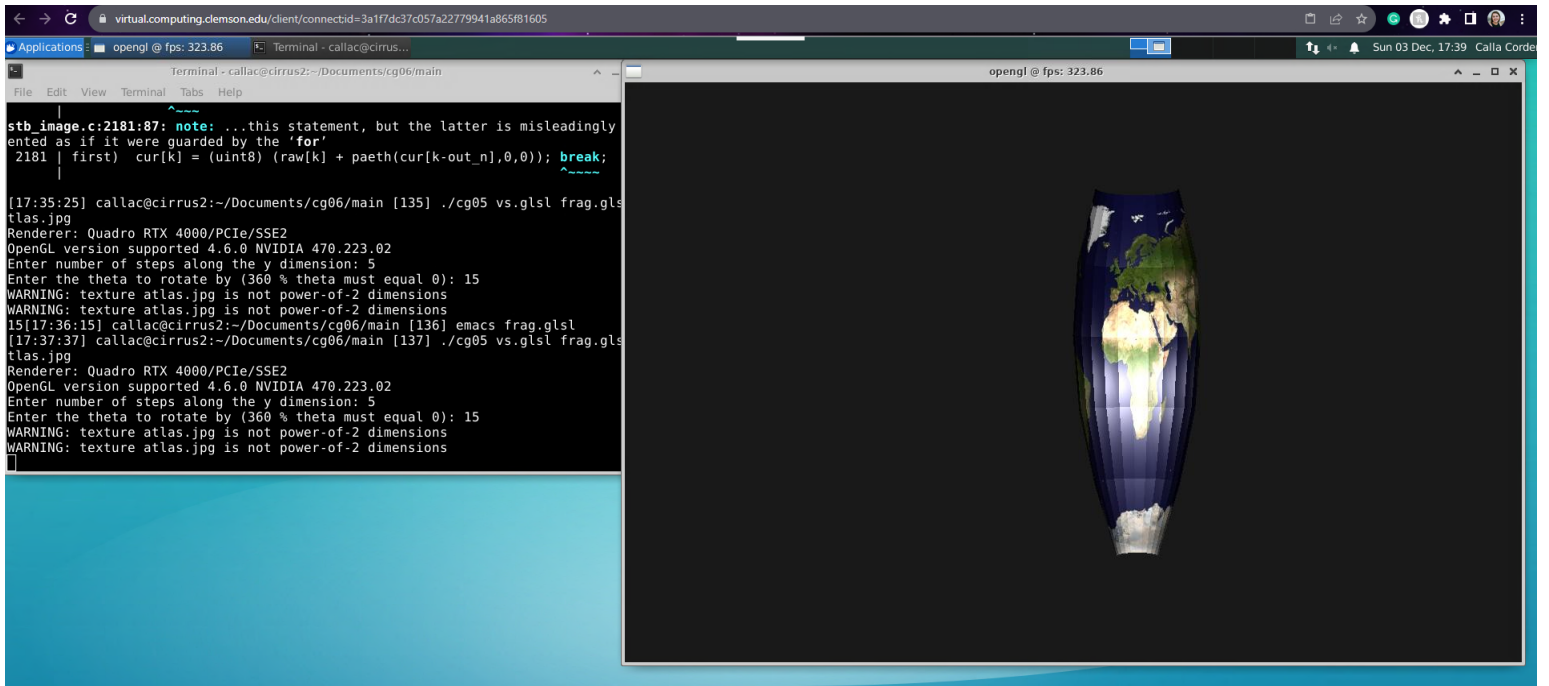 virtual.computing.clemson.edu/client/connect;id=3a1f7dc37c057a22779941a865f81605
Applications
opengl @ fps: 323.86
Terminal - callac@cirrus...
Sun 03 Dec, 17:39 Calla Corde
Terminal - callac@cirrus2:~/Documents/cg06/main
File Edit View Terminal Tabs Help
| ^~~~
stb_image.c:2181:87: note: ...this statement, but the latter is misleadingly
ented as if it were guarded by the ‘for’
2181 | first) cur[k] = (uint8) (raw[k] + paeth(cur[k-out_n],0,0)); break;
| ^~~~~
[17:35:25] callac@cirrus2:~/Documents/cg06/main [135] ./cg05 vs.glsl frag.gls
tlas.jpg
Renderer: Quadro RTX 4000/PCIe/SSE2
OpenGL version supported 4.6.0 NVIDIA 470.223.02
Enter number of steps along the y dimension: 5
Enter the theta to rotate by (360 % theta must equal 0): 15
WARNING: texture atlas.jpg is not power-of-2 dimensions
WARNING: texture atlas.jpg is not power-of-2 dimensions
15[17:36:15] callac@cirrus2:~/Documents/cg06/main [136] emacs frag.glsl
[17:37:37] callac@cirrus2:~/Documents/cg06/main [137] ./cg05 vs.glsl frag.gls
tlas.jpg
Renderer: Quadro RTX 4000/PCIe/SSE2
OpenGL version supported 4.6.0 NVIDIA 470.223.02
Enter number of steps along the y dimension: 5
Enter the theta to rotate by (360 % theta must equal 0): 15
WARNING: texture atlas.jpg is not power-of-2 dimensions
WARNING: texture atlas.jpg is not power-of-2 dimensions
opengl @ fps: 323.86